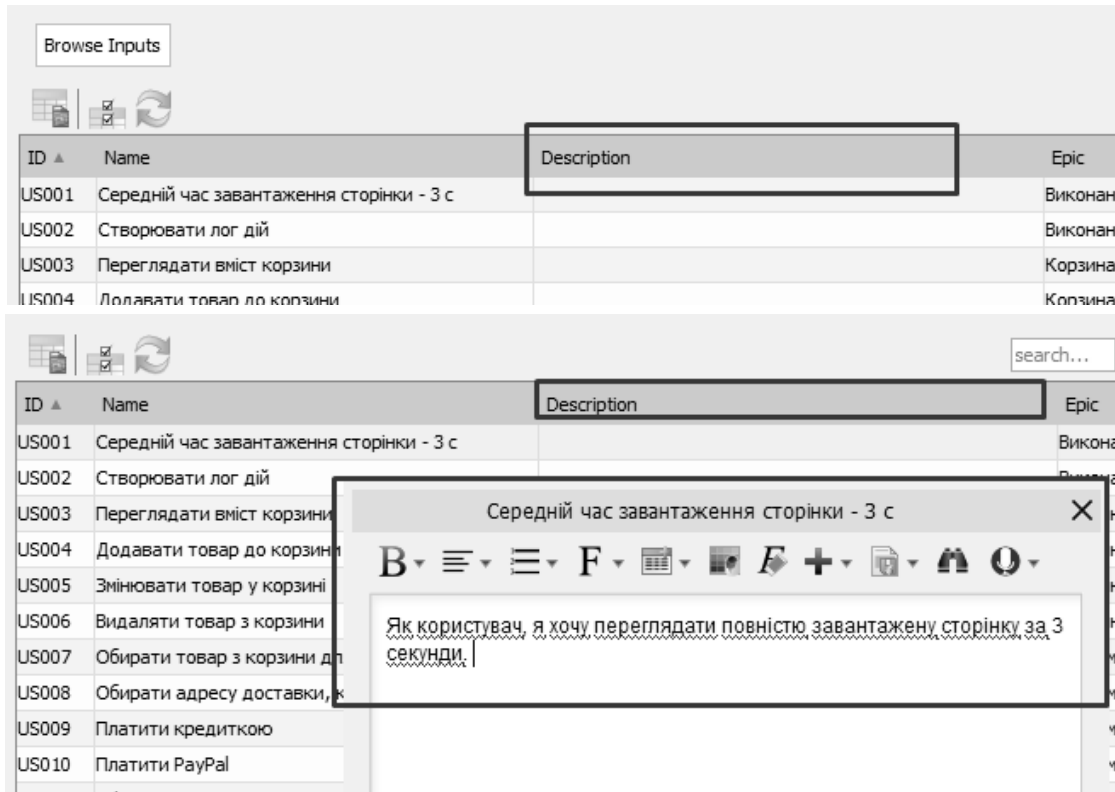 Browse Inputs
ID Name Description Epic
US001 Середній час завантаження сторінки - 3 с Виконан
US002 Створювати лог дій Виконан
US003 Переглядати вміст корзини Корзина
US004 Додавати товар до корзини Корзина
search...
ID Name Description Epic
US001 Середній час завантаження сторінки - 3 с Викона
US002 Створювати лог дій
US003 Переглядати вміст корзини
US004 Додавати товар до корзини
US005 Змінювати товар у корзині
US006 Видаляти товар з корзини
US007 Обирати товар з корзини дл
US008 Обирати адресу доставки, к
US009 Платити кредиткою
US010 Платити PayPal
Середній час завантаження сторінки - 3 с
B F F
Як користувач, я хочу переглядати повністю завантажену сторінку за 3
секунди.